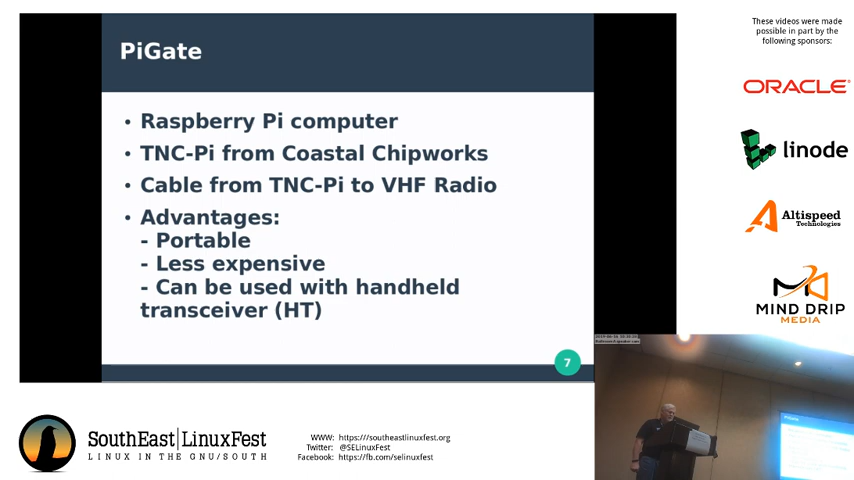 PiGate
• Raspberry Pi computer
• TNC-Pi from Coastal Chipworks
• Cable from TNC-Pi to VHF Radio
• Advantages:
- Portable
- Less expensive
- Can be used with handheld
transceiver (HT)
7
These videos were made
possible in part by the
following sponsors:
ORACLE
linode
Altispeed
Technologies
MIND DRIP
MEDIA
SouthEast|LinuxFest
LINUX IN THE GNU/SOUTH
WWW: https:///southeastlinuxfest.org
Twitter: @SELinuxFest
Facebook: https://fb.com/selinuxfest